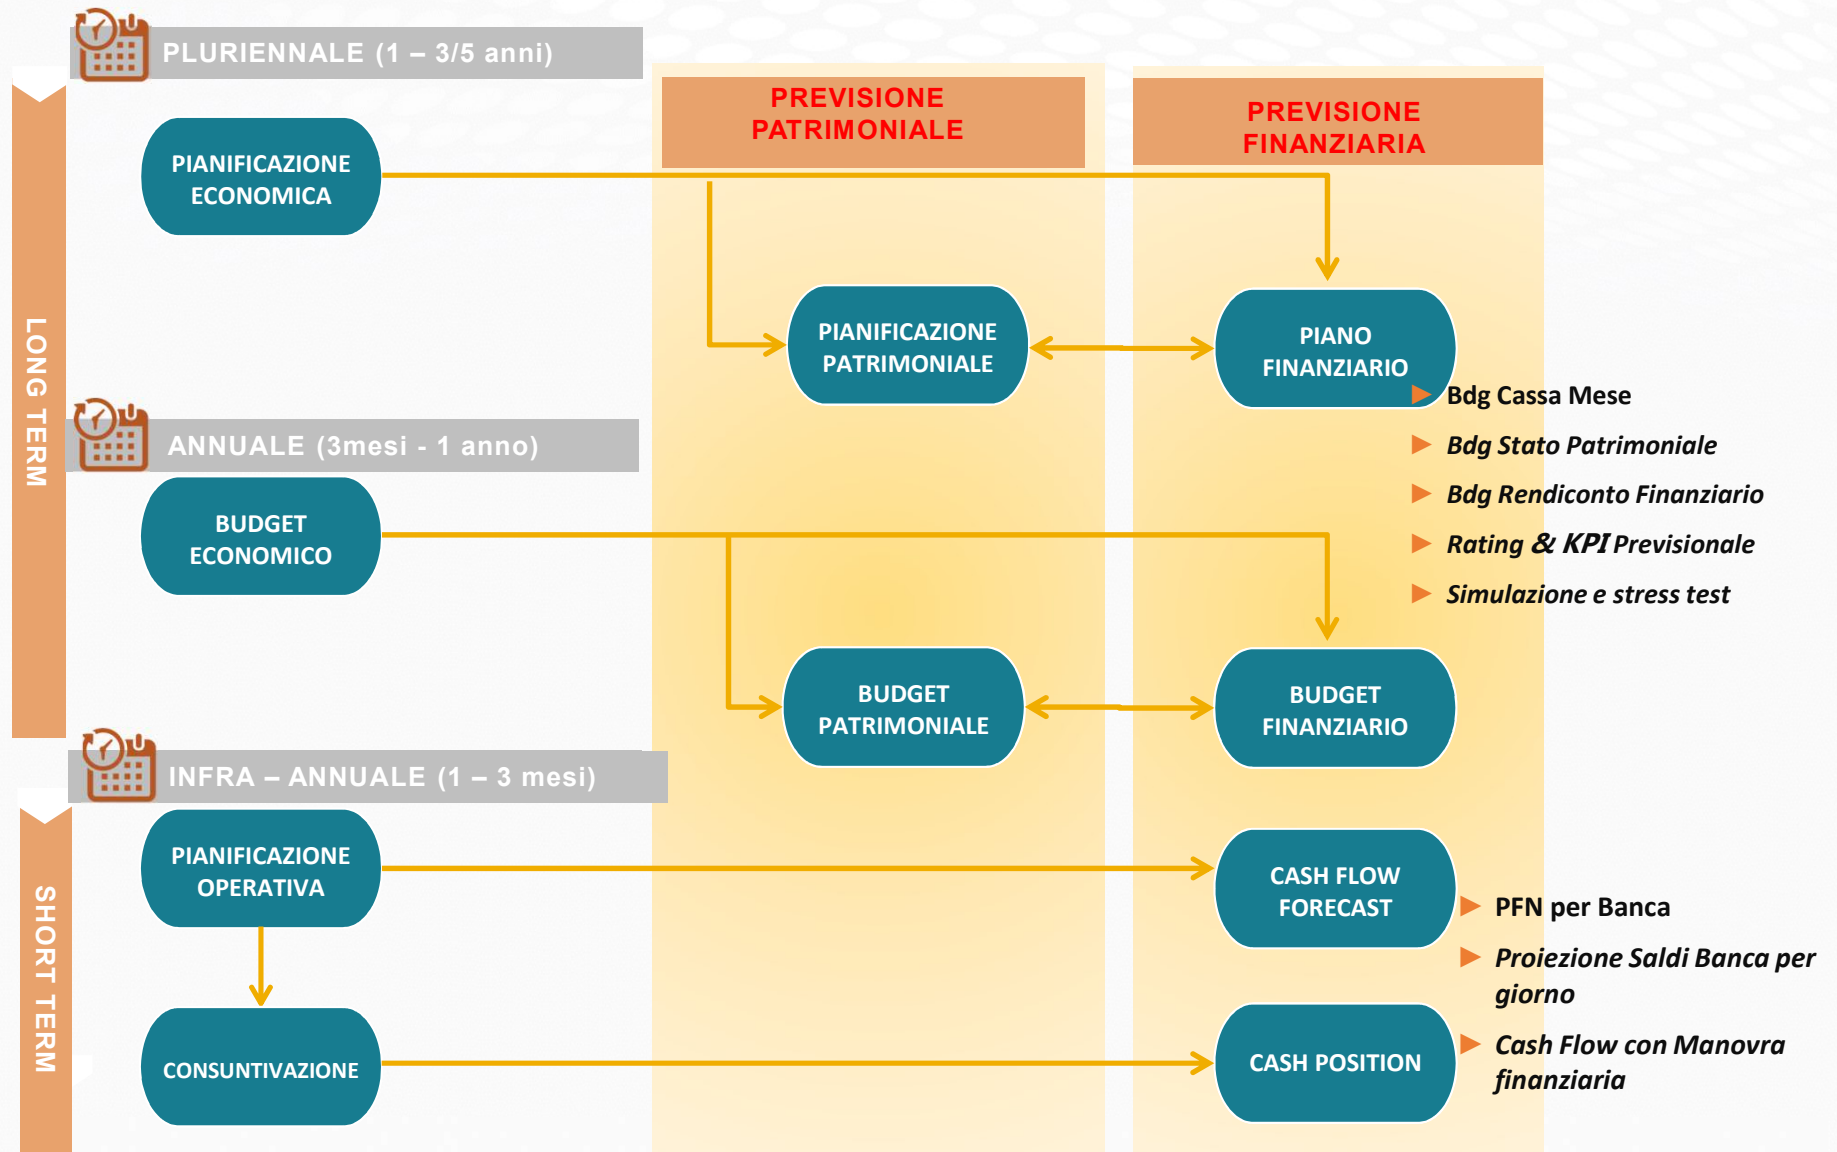 PLURIENNALE (1 – 3/5 anni)
PREVISIONE
PATRIMONIALE
PREVISIONE
FINANZIARIA
PIANIFICAZIONE
ECONOMICA
LONG TERM
PIANIFICAZIONE
PATRIMONIALE
PIANO
FINANZIARIO
Bdg Cassa Mese
Bdg Stato Patrimoniale
Bdg Rendiconto Finanziario
Rating & KPI Previsionale
Simulazione e stress test
ANNUALE (3mesi - 1 anno)
BUDGET
ECONOMICO
BUDGET
PATRIMONIALE
BUDGET
FINANZIARIO
INFRA – ANNUALE (1 – 3 mesi)
SHORT TERM
PIANIFICAZIONE
OPERATIVA
CASH FLOW
FORECAST
PFN per Banca
Proiezione Saldi Banca per
giorno
Cash Flow con Manovra
finanziaria
CONSUNTIVAZIONE
CASH POSITION